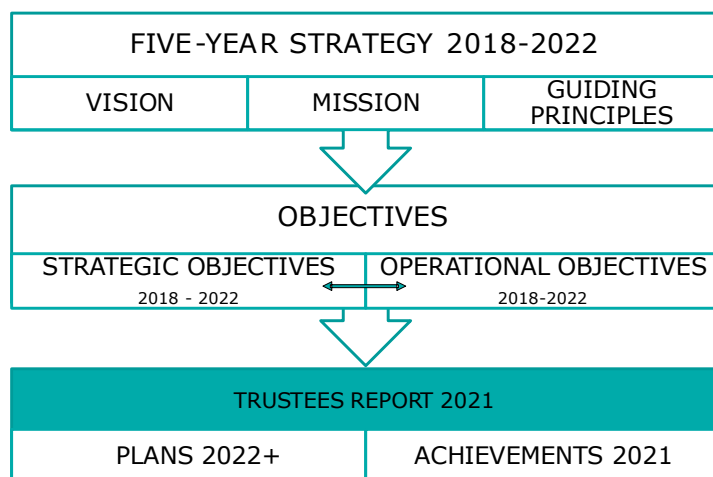 FIVE-YEAR STRATEGY 2018-2022
VISION
MISSION
GUIDING
PRINCIPLES
OBJECTIVES
STRATEGIC OBJECTIVES
2018 - 2022
OPERATIONAL OBJECTIVES
2018-2022
TRUSTEES REPORT 2021
PLANS 2022+
ACHIEVEMENTS 2021